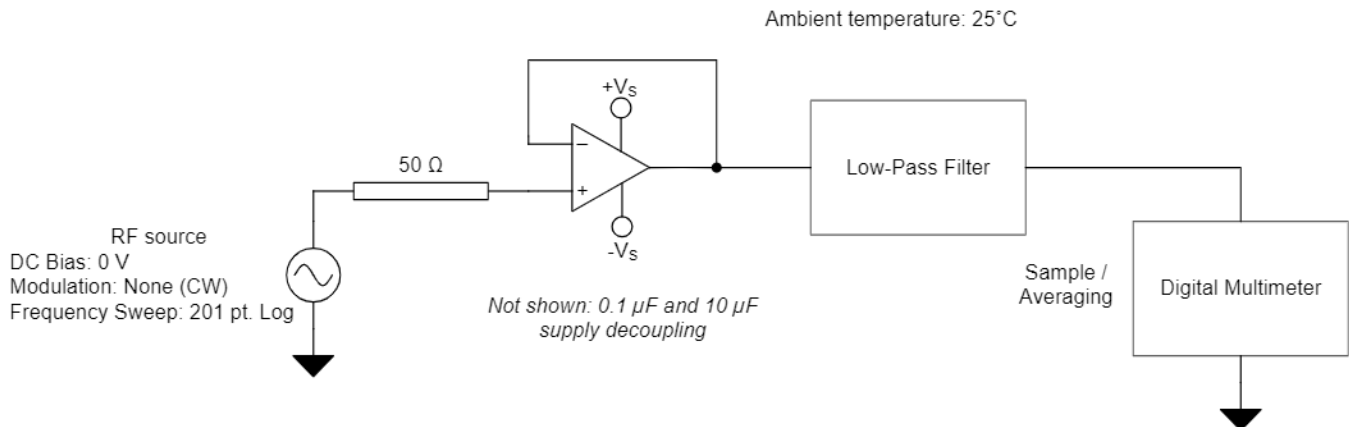 Ambient temperature: 25°C
+VS
50 Ω
−
+
Low-Pass Filter
-VS
RF source
DC Bias: 0 V
Modulation: None (CW)
Frequency Sweep: 201 pt. Log
Not shown: 0.1 µF and 10 µF
supply decoupling
Sample /
Averaging
Digital Multimeter